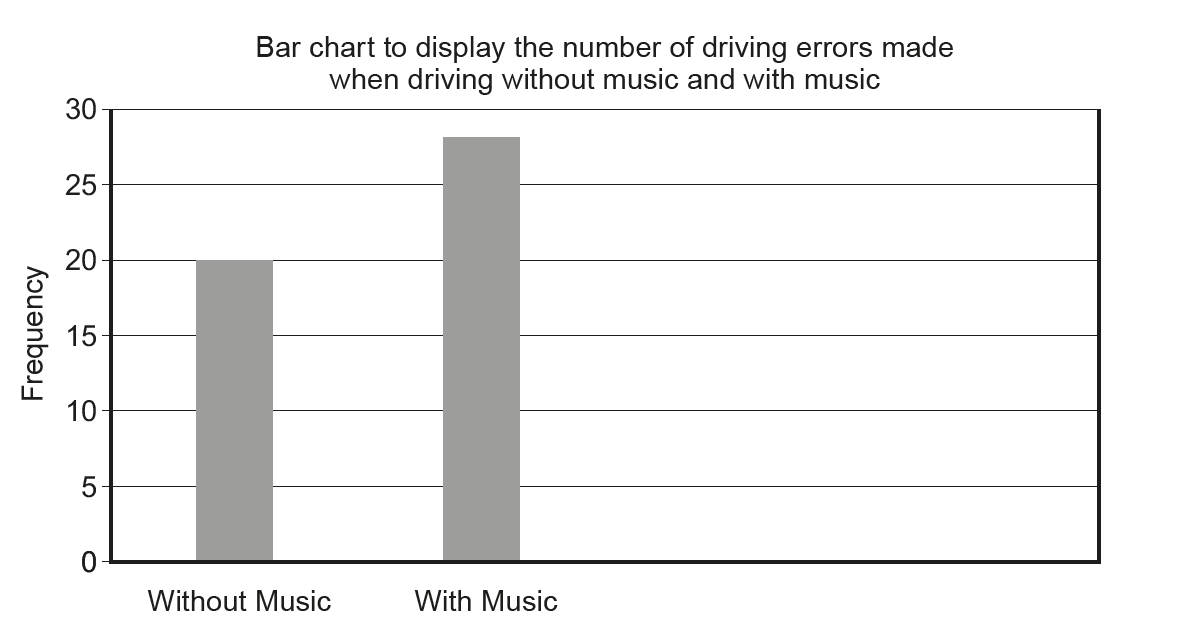 Bar chart to display the number of driving errors made
when driving without music and with music
30
25
20
15
10
5
0
Frequency
Without Music
With Music